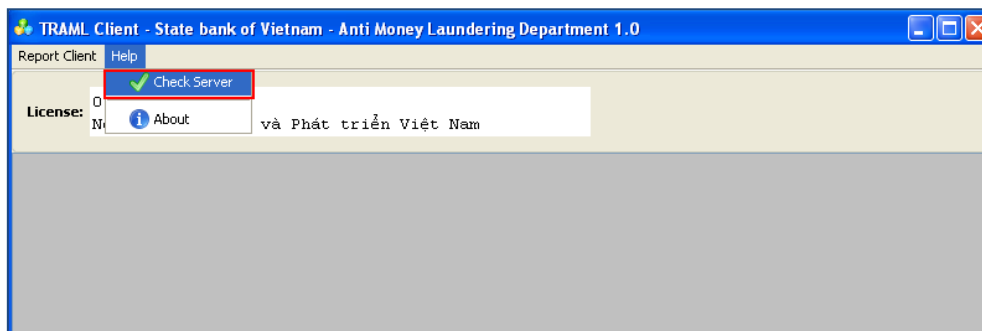 TRAML Client - State bank of Vietnam - Anti Money Laundering Department 1.0
Report Client Help
Check Server
License:
About
và Phát triển Việt Nam